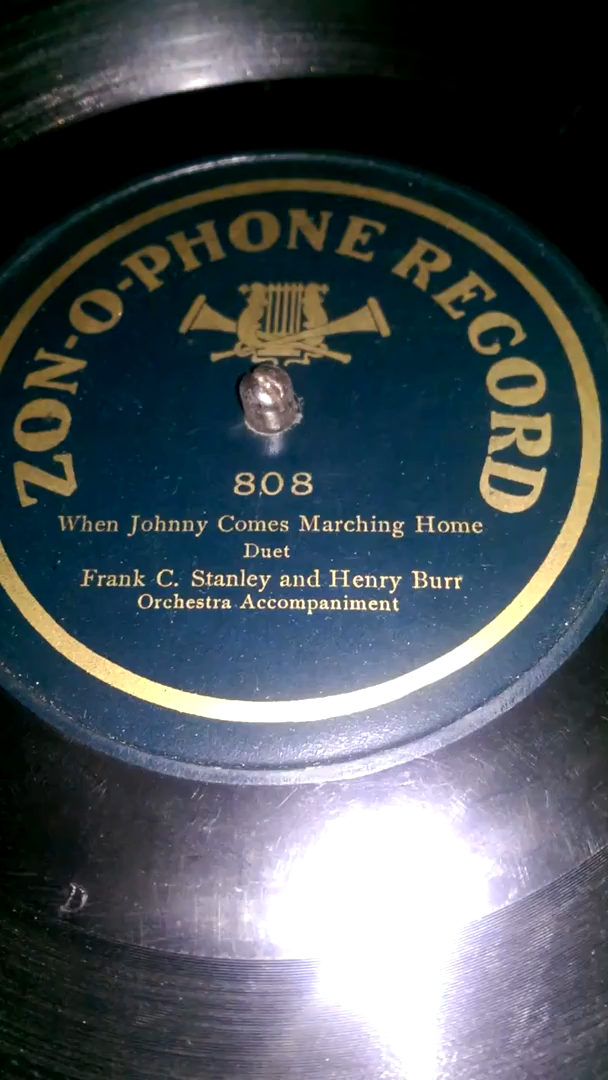 ZON-O-PHONE RECORD
808
When Johnny Comes Marching Home
Duet
Frank C. Stanley and Henry Burr
Orchestra Accompaniment
D